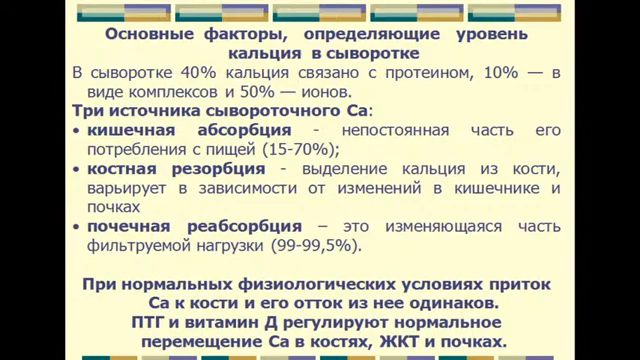 Основные факторы, определяющие уровень
кальция в сыворотке
В сыворотке 40% кальция связано с протеином, 10% — в
виде комплексов и 50% — ионов.
Три источника сывороточного Са:
• кишечная абсорбция - непостоянная часть его
потребления с пищей (15-70%);
• костная резорбция - выделение кальция из кости,
варьирует в зависимости от изменений в кишечнике и
почках
• почечная реабсорбция – это изменяющаяся часть
фильтруемой нагрузки (99-99,5%).
При нормальных физиологических условиях приток
Са к кости и его отток из нее одинаков.
ПТГ и витамин Д регулируют нормальное
перемещение Са в костях, ЖКТ и почках.